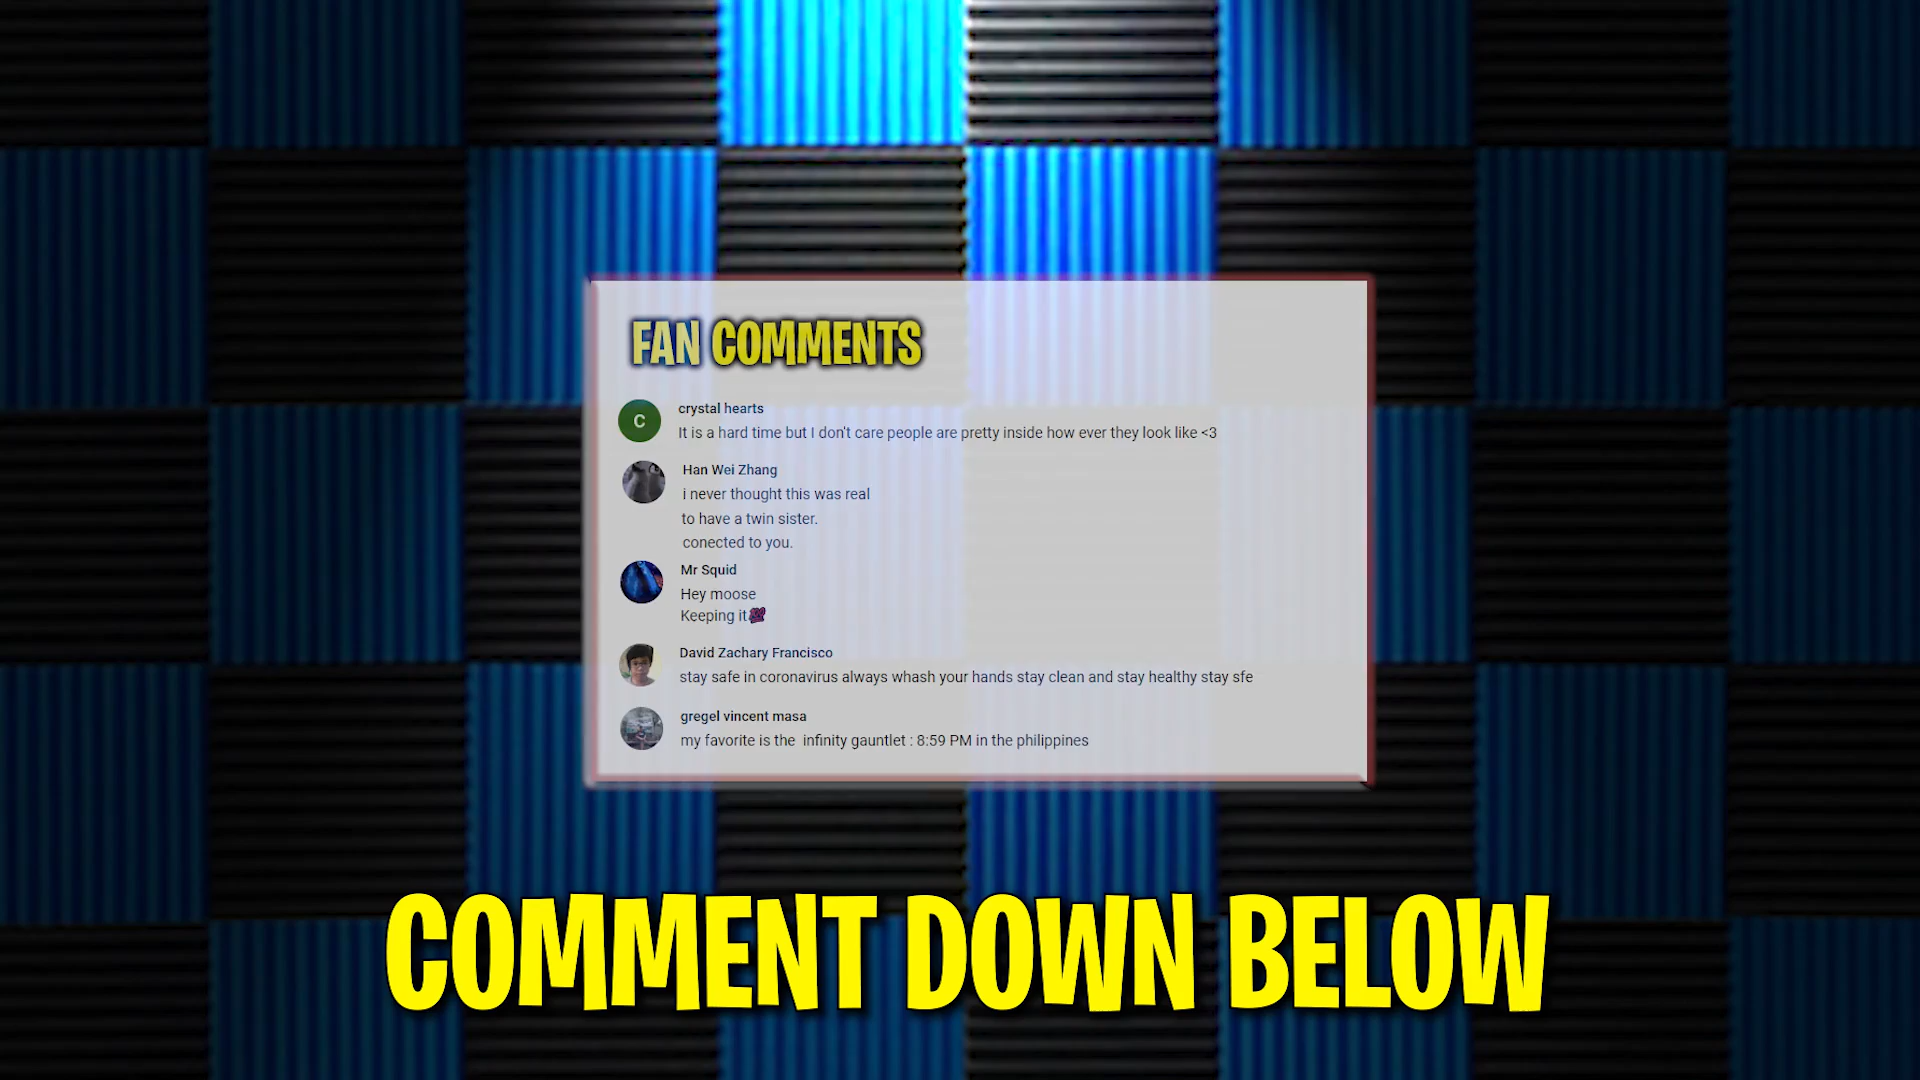 FAN COMMENTS
C
crystal hearts
It is a hard time but I don't care people are pretty inside how ever they look like <3
Han Wei Zhang
i never thought this was real
to have a twin sister.
conected to you.
Mr Squid
Hey moose
Keeping it💯
David Zachary Francisco
stay safe in coronavirus always whash your hands stay clean and stay healthy stay sfe
gregel vincent masa
my favorite is the  infinity gauntlet : 8:59 PM in the philippines
COMMENT DOWN BELOW